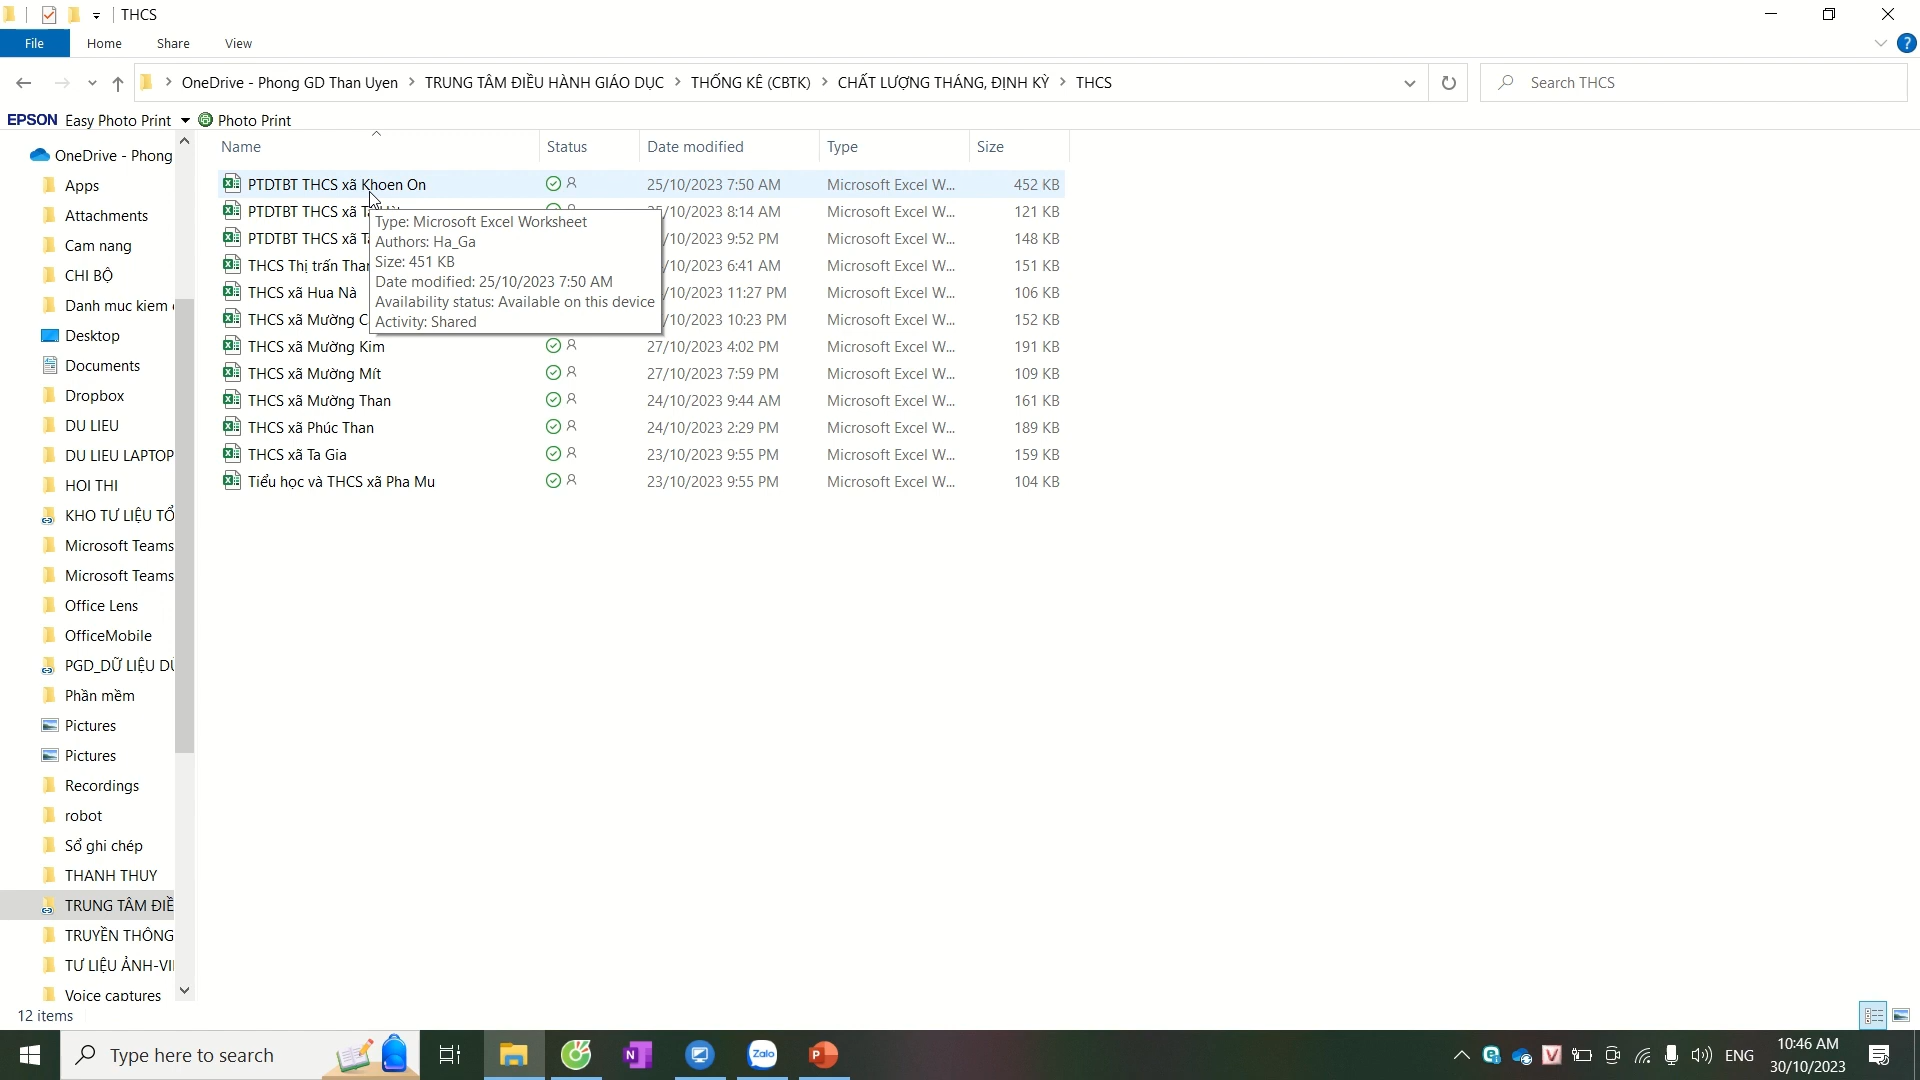 THCS
File Home Share View
OneDrive - Phong GD Than Uyen TRUNG TÂM ĐIỀU HÀNH GIÁO DỤC THỐNG KÊ (CBTK) CHẤT LƯỢNG THÁNG, ĐỊNH KỲ THCS
Search THCS
EPSON Easy Photo Print Photo Print
OneDrive - Phong
Apps
Attachments
Cam nang
CHI BỘ
Danh muc kiem
Desktop
Documents
Dropbox
DU LIEU
DU LIEU LAPTOP
HOI THI
KHO TƯ LIỆU TỔ
Microsoft Teams
Microsoft Teams
Office Lens
OfficeMobile
PGD_DỮ LIỆU
Phần mềm
Pictures
Pictures
Recordings
robot
Sổ ghi chép
THANH THUY
TRUNG TÂM
TRUYỀN THÔNG
TƯ LIỆU ẢNH-VI
Voice captures
Name Status Date modified Type Size
PTDTBT THCS xã Khoen On 25/10/2023 7:50 AM Microsoft Excel W... 452 KB
PTDTBT THCS xã /10/2023 8:14 AM Microsoft Excel W... 121 KB
PTDTBT THCS xã /10/2023 9:52 PM Microsoft Excel W... 148 KB
THCS Thị trấn Than /10/2023 6:41 AM Microsoft Excel W... 151 KB
THCS xã Hua Nà /10/2023 11:27 PM Microsoft Excel W... 106 KB
THCS xã Mường C /10/2023 10:23 PM Microsoft Excel W... 152 KB
THCS xã Mường Kim 27/10/2023 4:02 PM Microsoft Excel W... 191 KB
THCS xã Mường Mít 27/10/2023 7:59 PM Microsoft Excel W... 109 KB
THCS xã Mường Than 24/10/2023 9:44 AM Microsoft Excel W... 161 KB
THCS xã Phúc Than 24/10/2023 2:29 PM Microsoft Excel W... 189 KB
THCS xã Ta Gia 23/10/2023 9:55 PM Microsoft Excel W... 159 KB
Tiểu học và THCS xã Pha Mu 23/10/2023 9:55 PM Microsoft Excel W... 104 KB
Type: Microsoft Excel Worksheet
Authors: Ha_Ga
Size: 451 KB
Date modified: 25/10/2023 7:50 AM
Availability status: Available on this device
Activity: Shared
12 items
Type here to search
Zalo
ENG
10:46 AM
30/10/2023